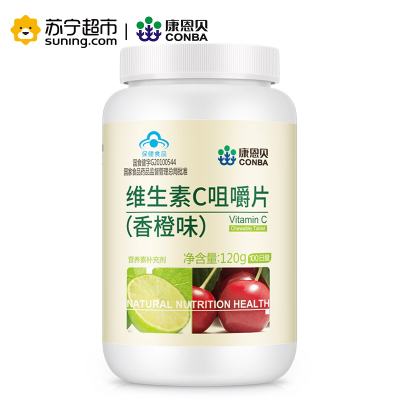 苏宁超市
suning.com
康恩贝
CONBA
康恩贝
CONBA
保健食品
国食健字G20100544
国家食品药品监督管理总局批准
维生素C咀嚼片
(香橙味)
Vitamin C
Chewable Tablet
净含量:120g
100日量
营养素补充剂
NATURAL NUTRITION HEALTH